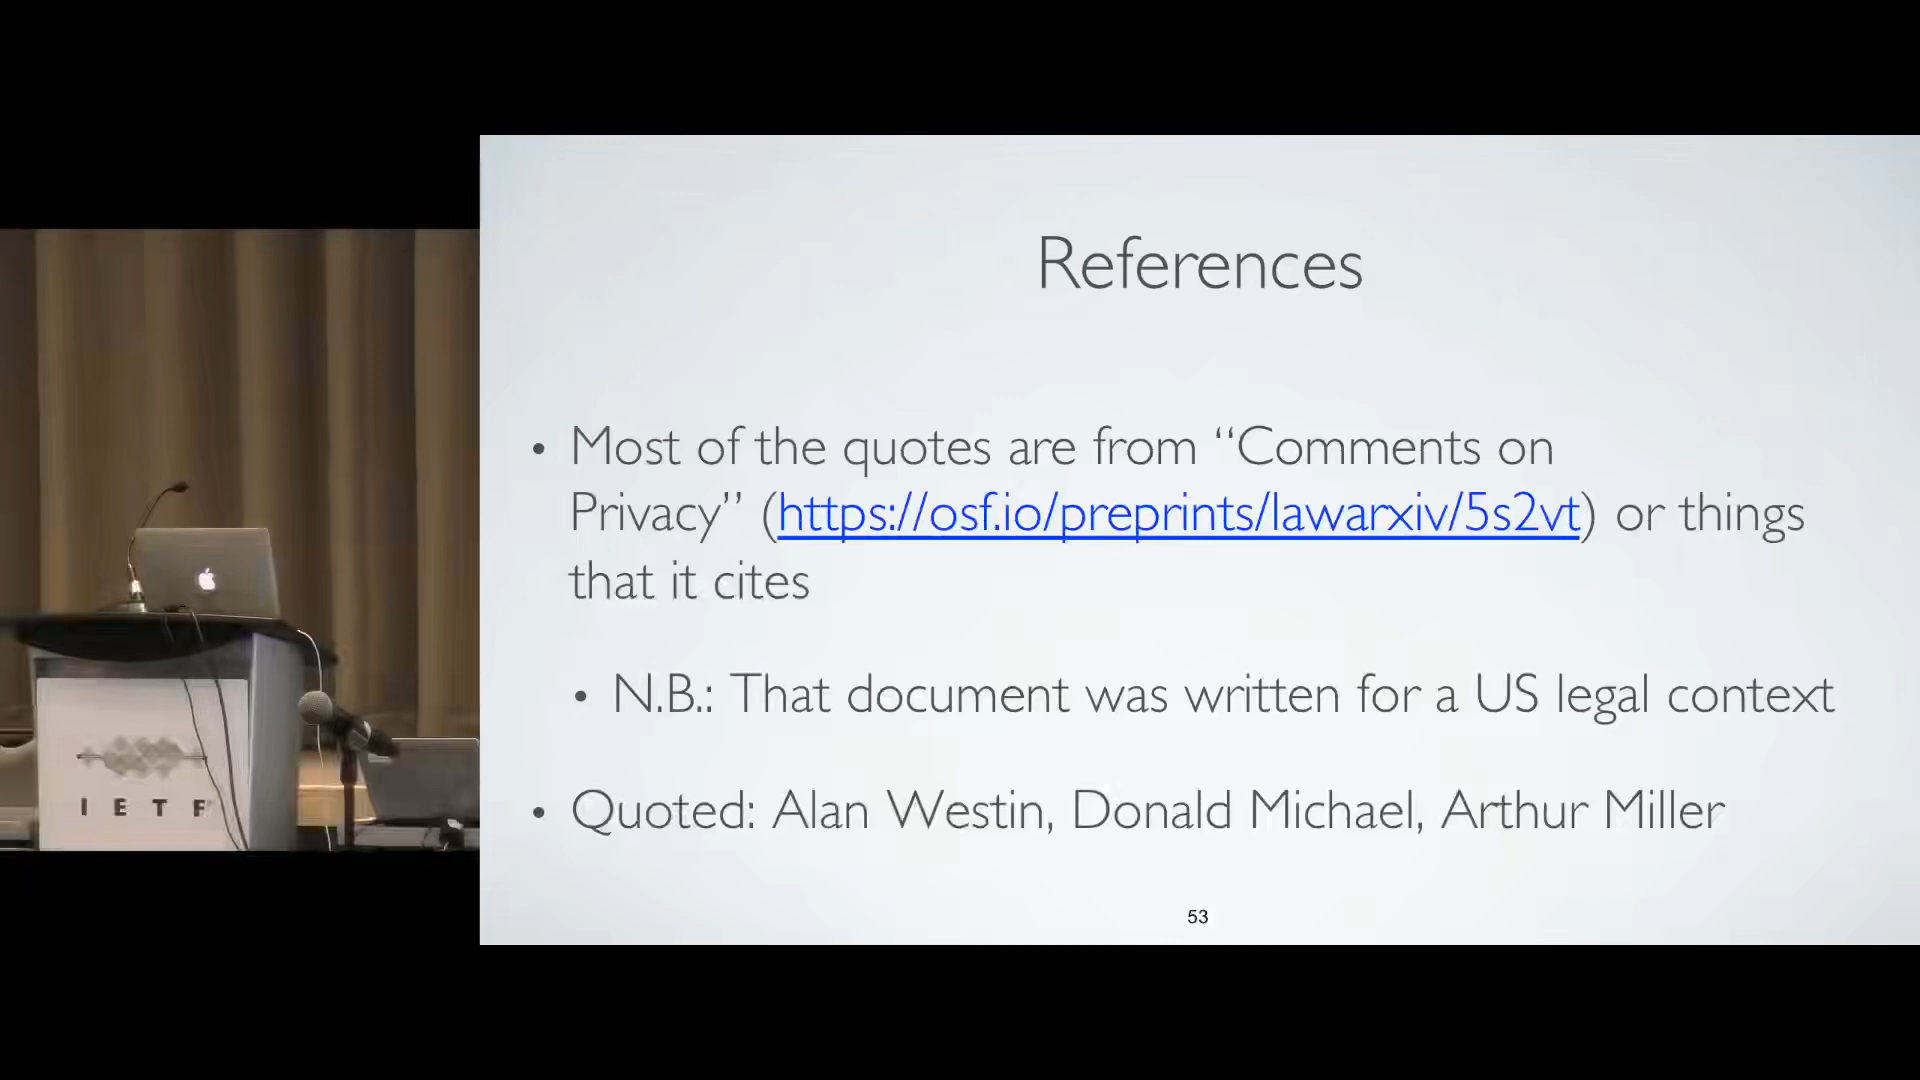 References
• Most of the quotes are from “Comments on
Privacy” (https://osf.io/preprints/lawarxiv/5s2vt) or things
that it cites
• N.B.: That document was written for a US legal context
• Quoted: Alan Westin, Donald Michael, Arthur Miller
53
I E T F